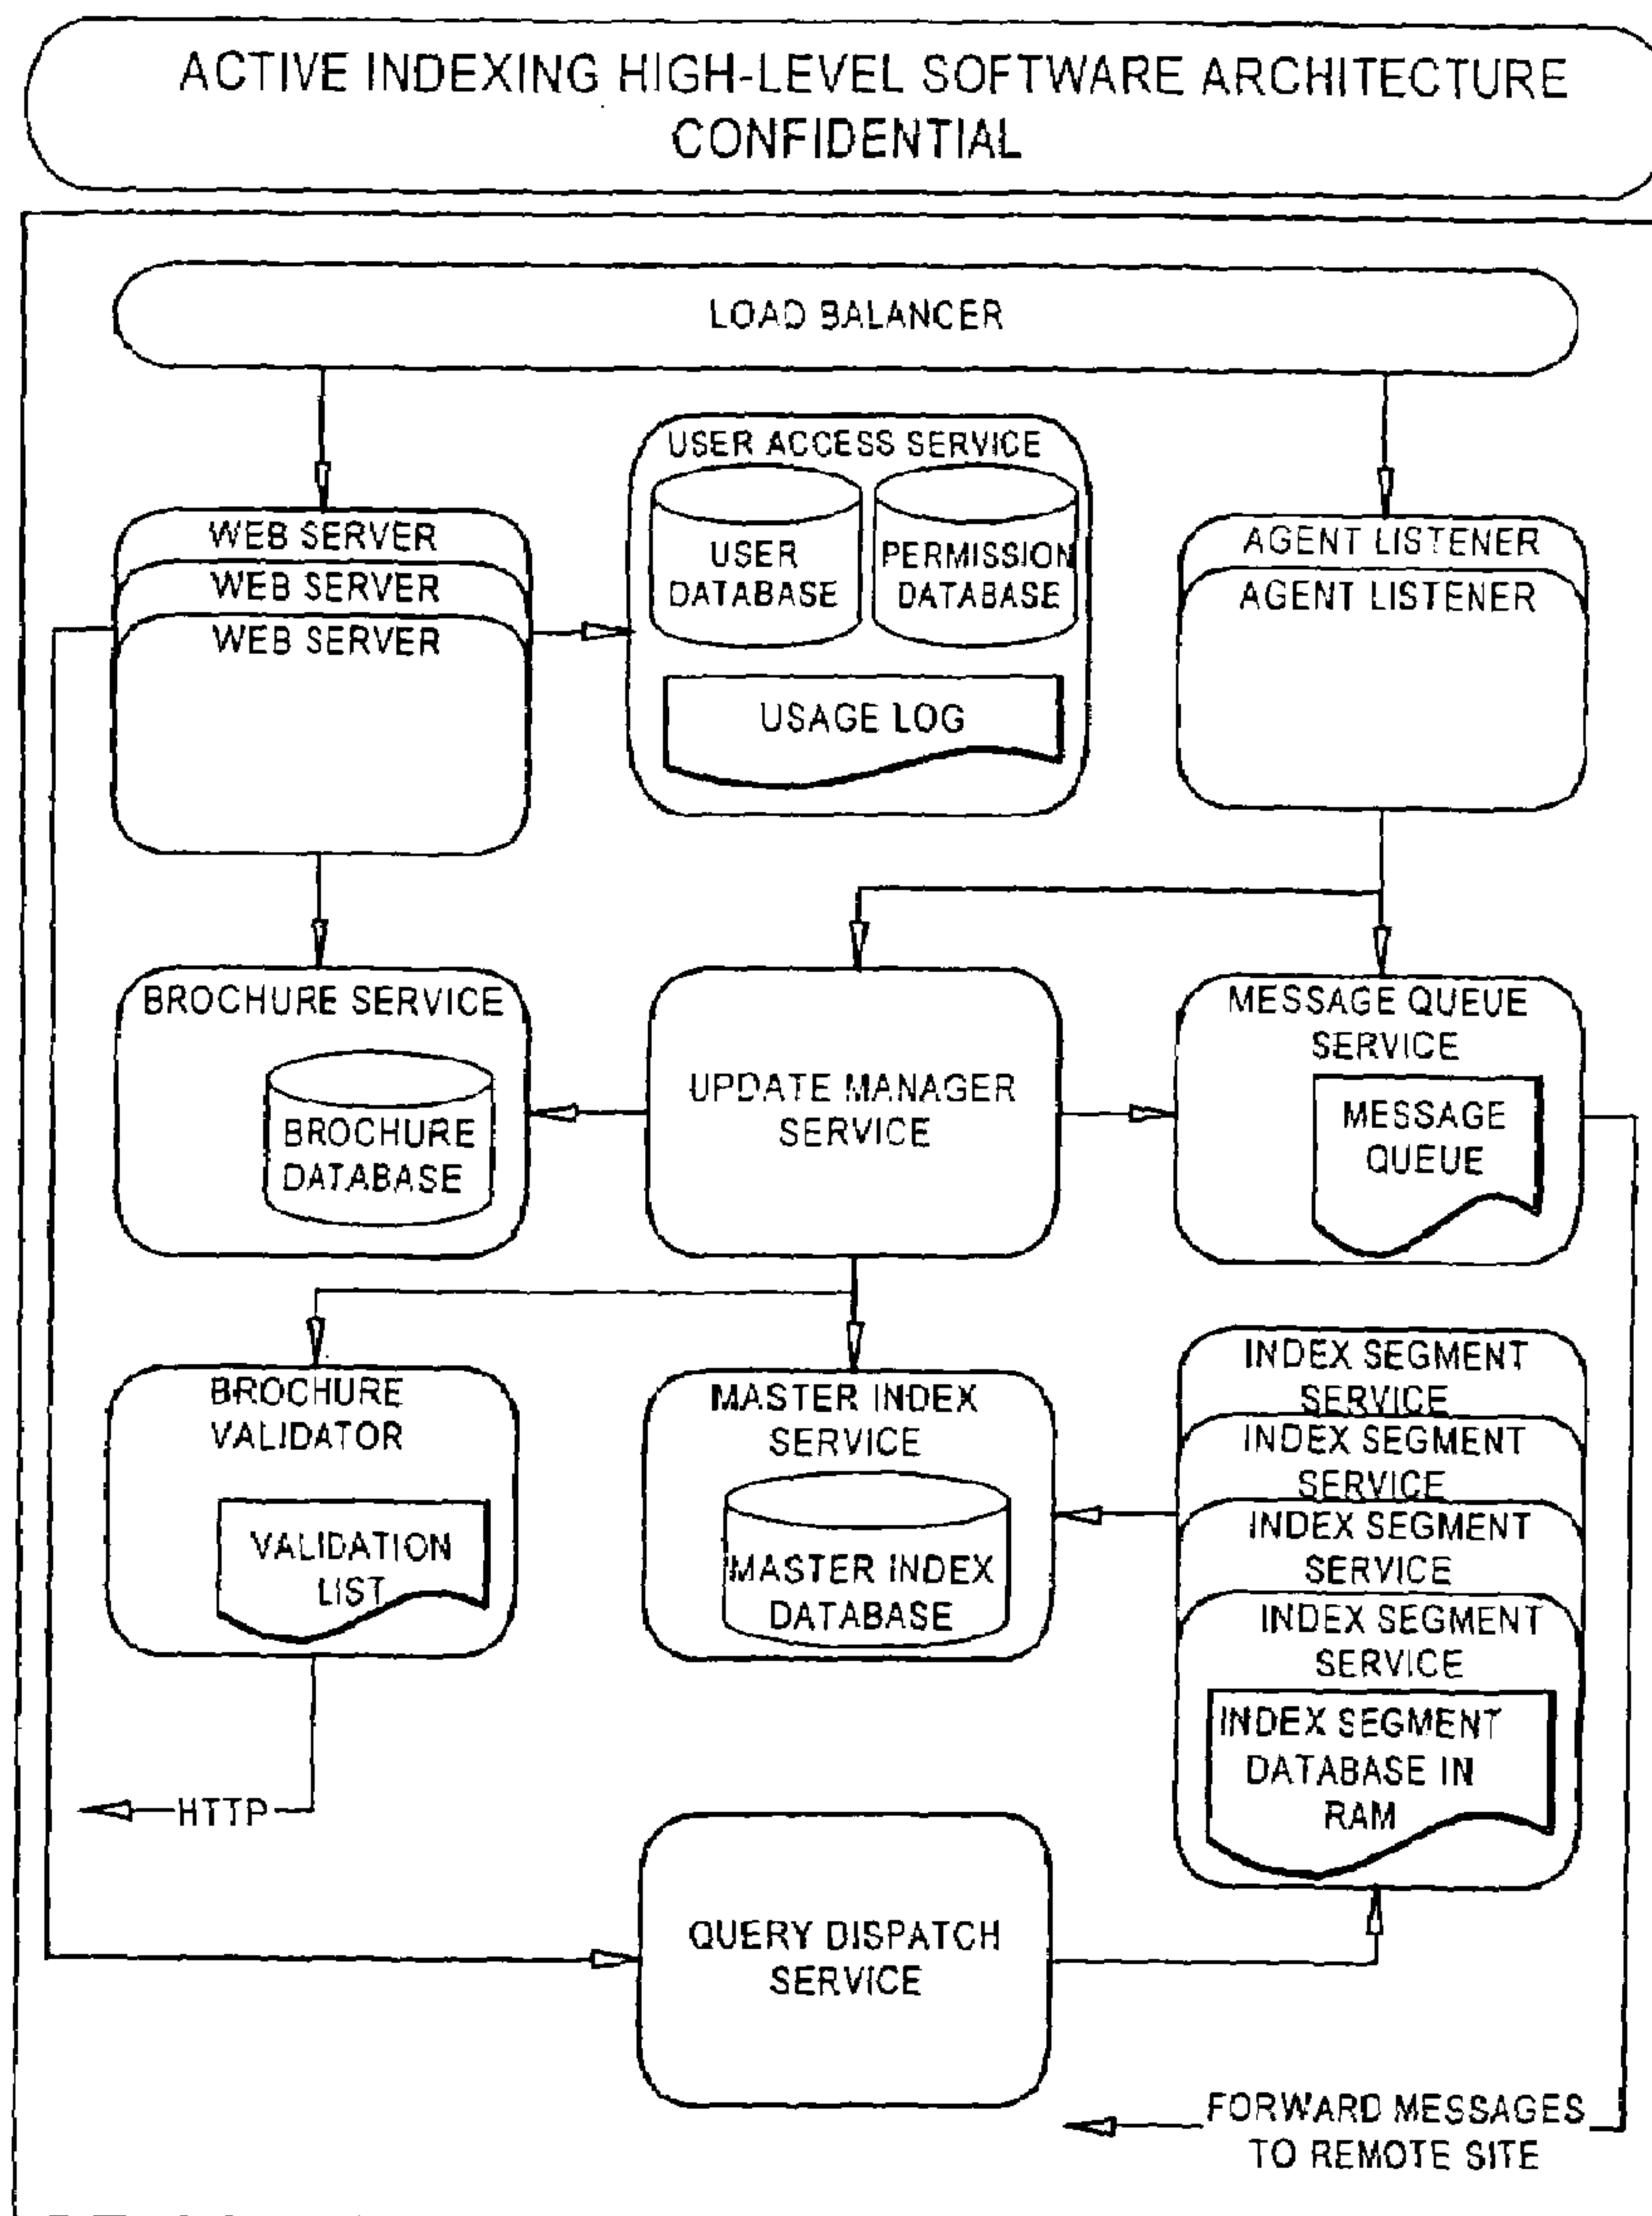 ACTIVE INDEXING HIGH-LEVEL SOFTWARE ARCHITECTURE
CONFIDENTIAL
LOAD BALANCER
USER ACCESS SERVICE
USER
DATABASE
PERMISSION
DATABASE
USAGE LOG
WEB SERVER
WEB SERVER
WEB SERVER
AGENT LISTENER
AGENT LISTENER
BROCHURE SERVICE
BROCHURE
DATABASE
UPDATE MANAGER
SERVICE
MESSAGE QUEUE
SERVICE
MESSAGE
QUEUE
BROCHURE
VALIDATOR
VALIDATION
LIST
MASTER INDEX
SERVICE
MASTER INDEX
DATABASE
INDEX SEGMENT
SERVICE
INDEX SEGMENT
SERVICE
INDEX SEGMENT
SERVICE
INDEX SEGMENT
SERVICE
INDEX SEGMENT
DATABASE IN
RAM
HTTP
QUERY DISPATCH
SERVICE
FORWARD MESSAGES
TO REMOTE SITE